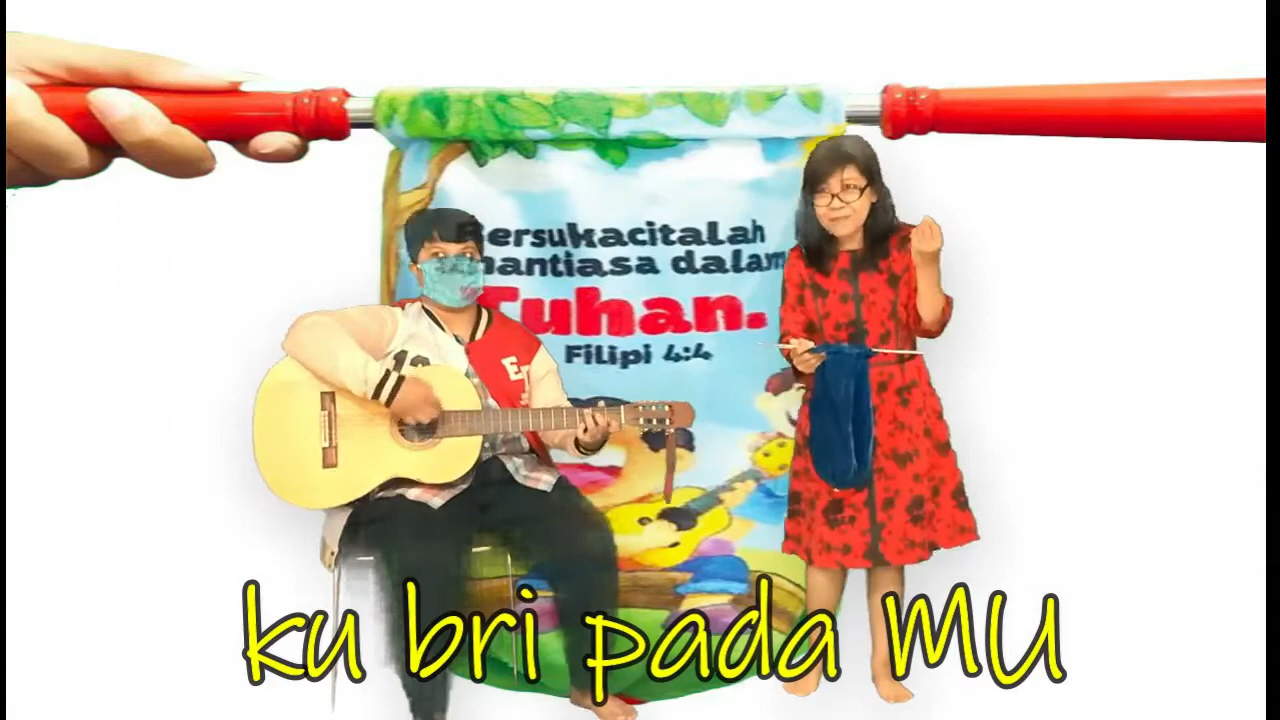 Bersukacitalah
dalam
Tuhan.
Filipi 4:4
ku bri pada MU